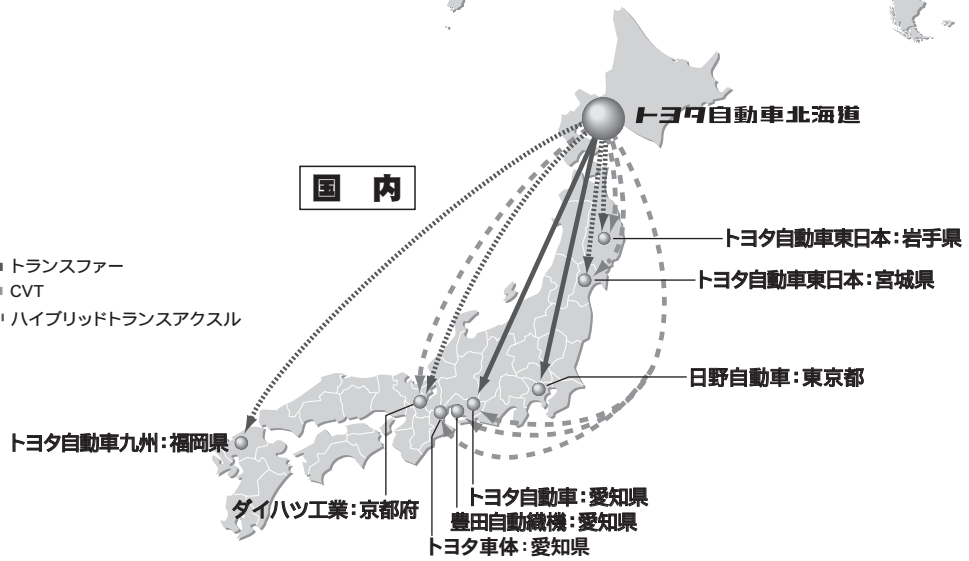 トヨタ自動車北海道
国 内
トヨタ自動車東日本：岩手県
トランスファー
トヨタ自動車東日本：宮城県
CVT
ハイブリッドトランスアクスル
日野自動車：東京都
トヨタ自動車九州：福岡県
トヨタ自動車：愛知県
ダイハツ工業：京都府
豊田自動織機：愛知県
トヨタ車体：愛知県